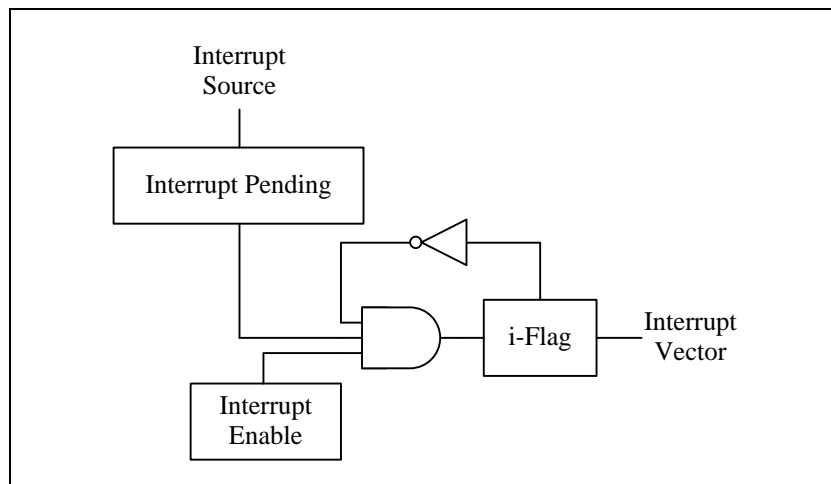 Interrupt
Source
Interrupt Pending
i-Flag
Interrupt
Vector
Interrupt
Enable